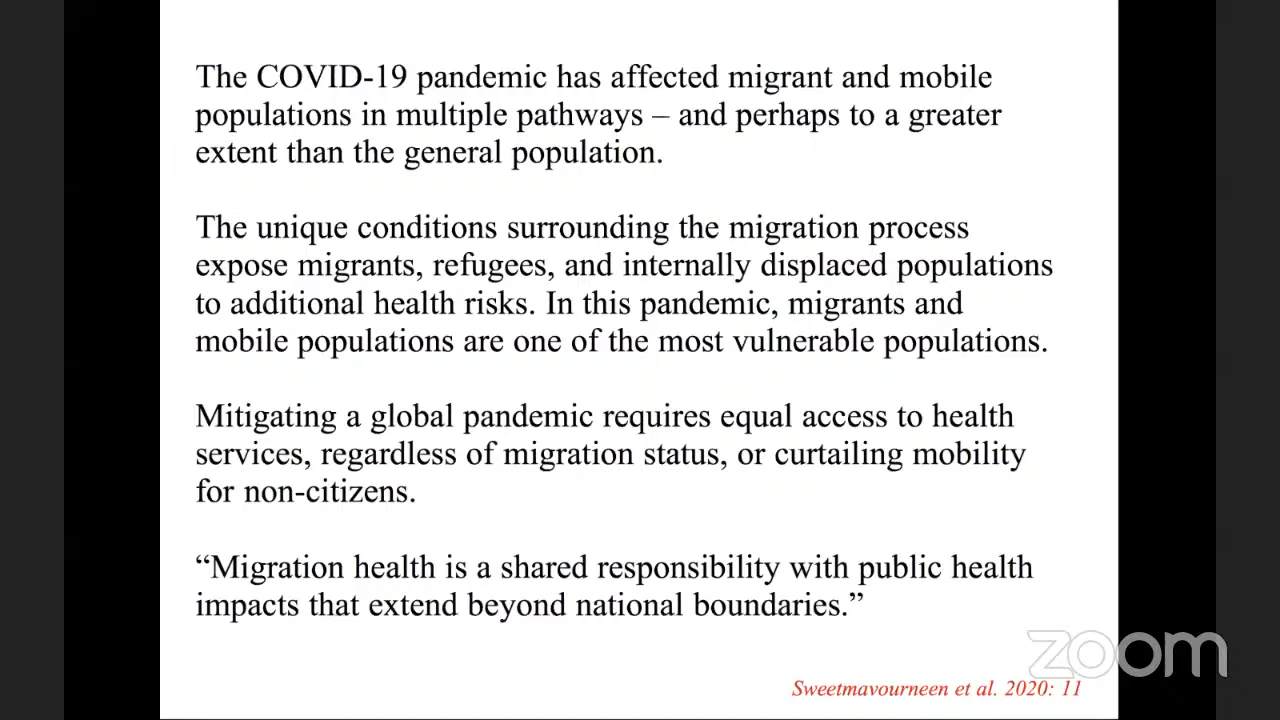 The COVID-19 pandemic has affected migrant and mobile
populations in multiple pathways – and perhaps to a greater
extent than the general population.
The unique conditions surrounding the migration process
expose migrants, refugees, and internally displaced populations
to additional health risks. In this pandemic, migrants and
mobile populations are one of the most vulnerable populations.
Mitigating a global pandemic requires equal access to health
services, regardless of migration status, or curtailing mobility
for non-citizens.
“Migration health is a shared responsibility with public health
impacts that extend beyond national boundaries.”
zoom
Sweetmavourneen et al. 2020: 11